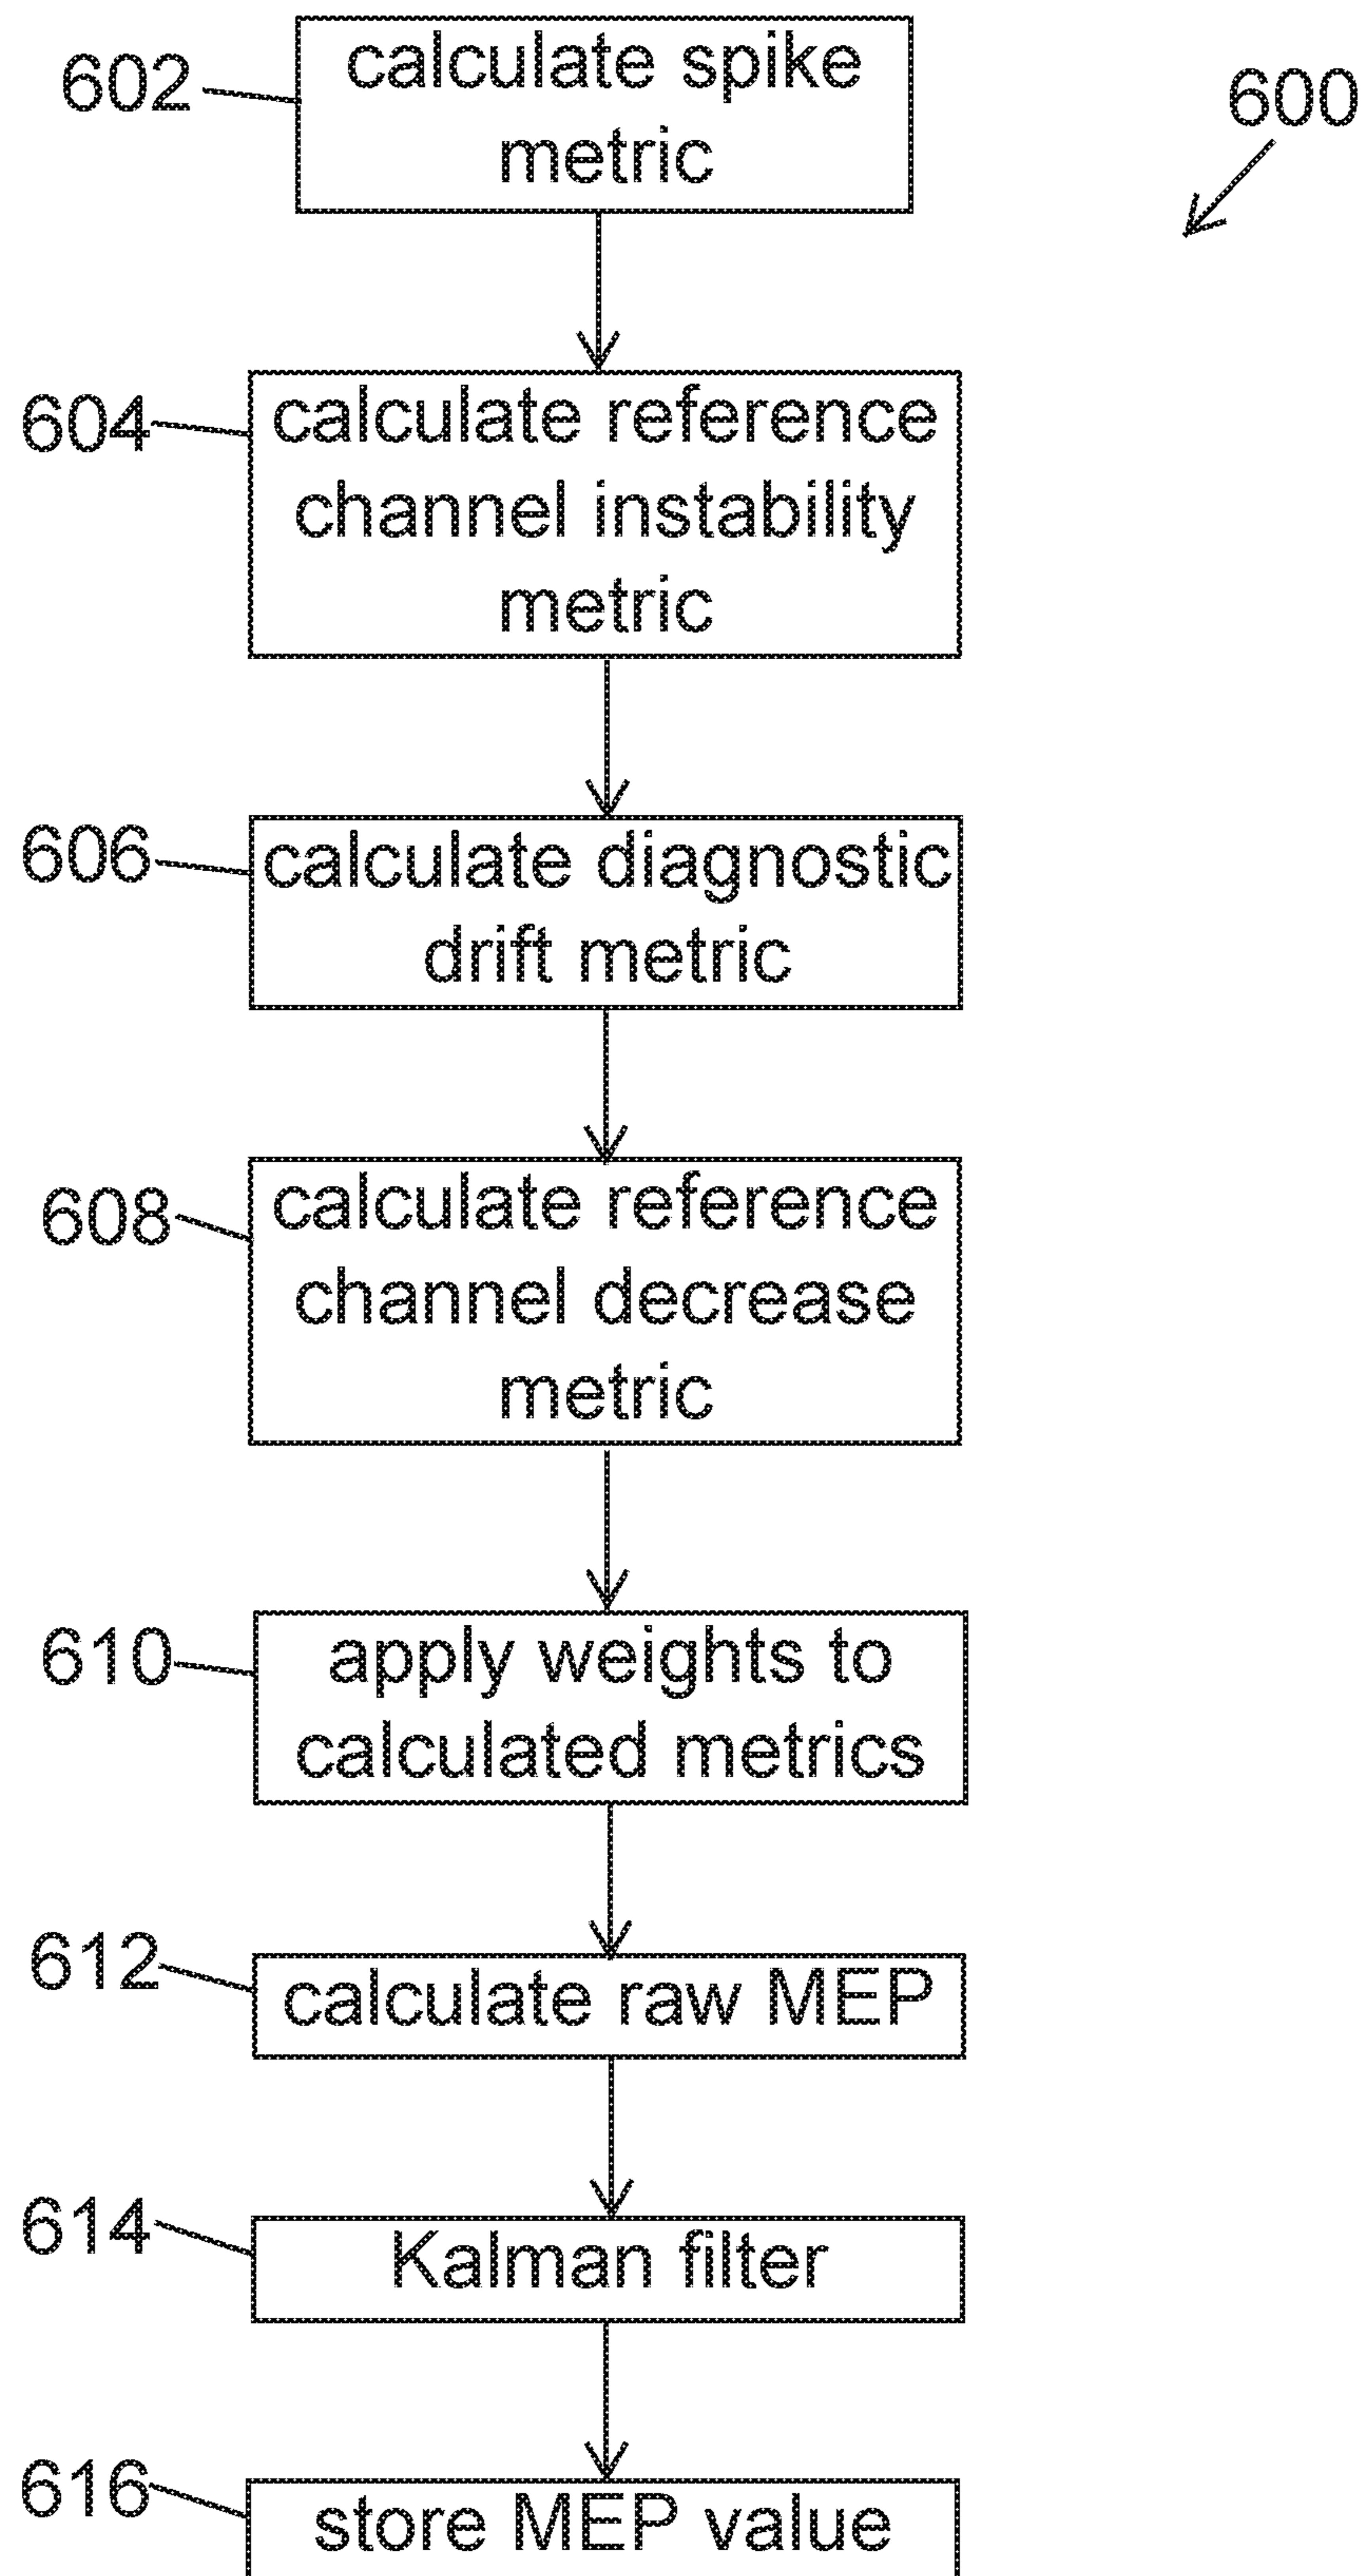 600
602
calculate spike
metric
604
calculate reference
channel instability
metric
606
calculate diagnostic
drift metric
608
calculate reference
channel decrease
metric
610
apply weights to
calculated metrics
612
calculate raw MEP
614
Kalman filter
616
store MEP value